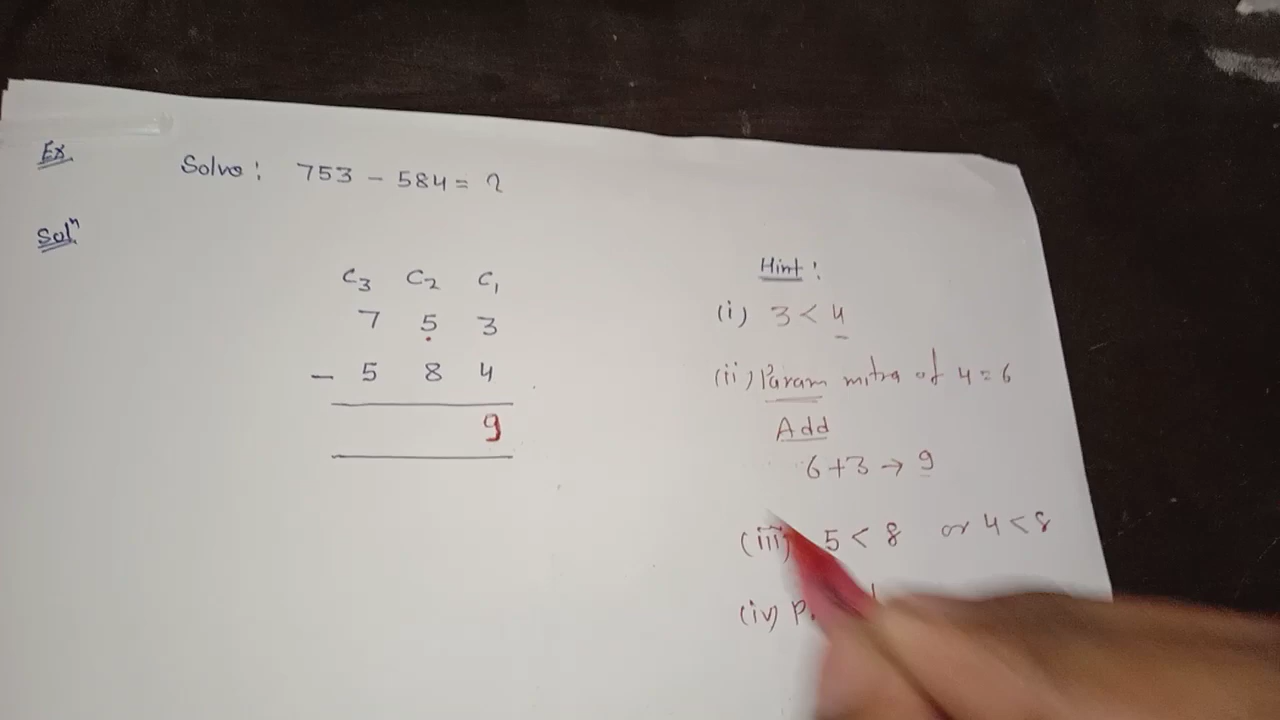 Ex
Solve: 753 - 584 = ?
Solⁿ
C3 C2 C1
7 5 3
- 5 8 4
9
Hint:
(i) 3 < 4
(ii) Param mitra of 4 = 6
Add
6+3 → 9
(iii) 5 < 8 or 4 < 8
(iv)